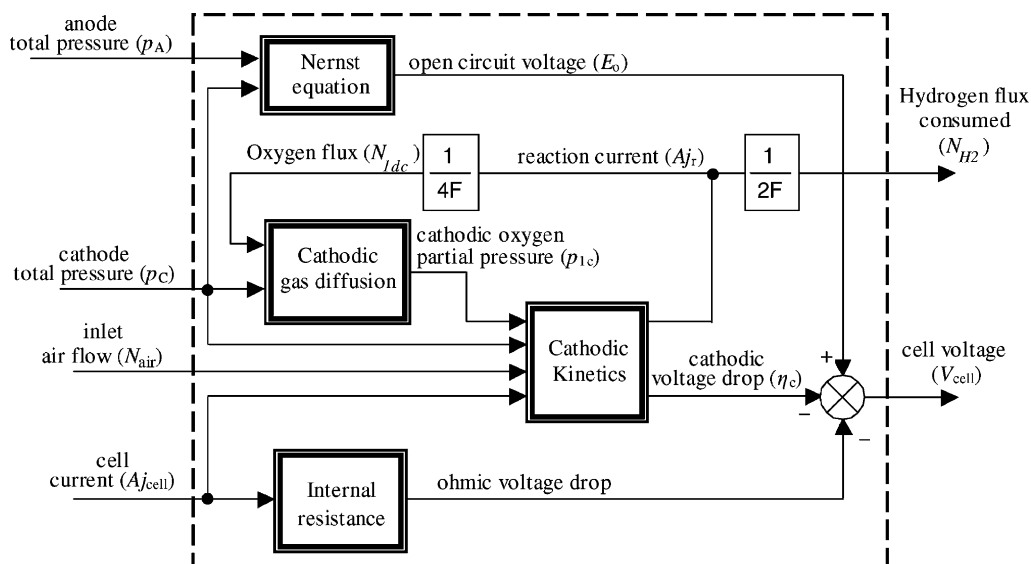 anode
total pressure (pA)
Nernst
equation
open circuit voltage (Eo)
Hydrogen flux
consumed
(NH2)
Oxygen flux (N1dc)
1
4F
reaction current (Ajr)
1
2F
cathode
total pressure (pC)
Cathodic
gas diffusion
cathodic oxygen
partial pressure (p1c)
inlet
air flow (Nair)
Cathodic
Kinetics
cathodic
voltage drop (ηc)
+
−
−
cell voltage
(Vcell)
cell
current (Ajcell)
Internal
resistance
ohmic voltage drop